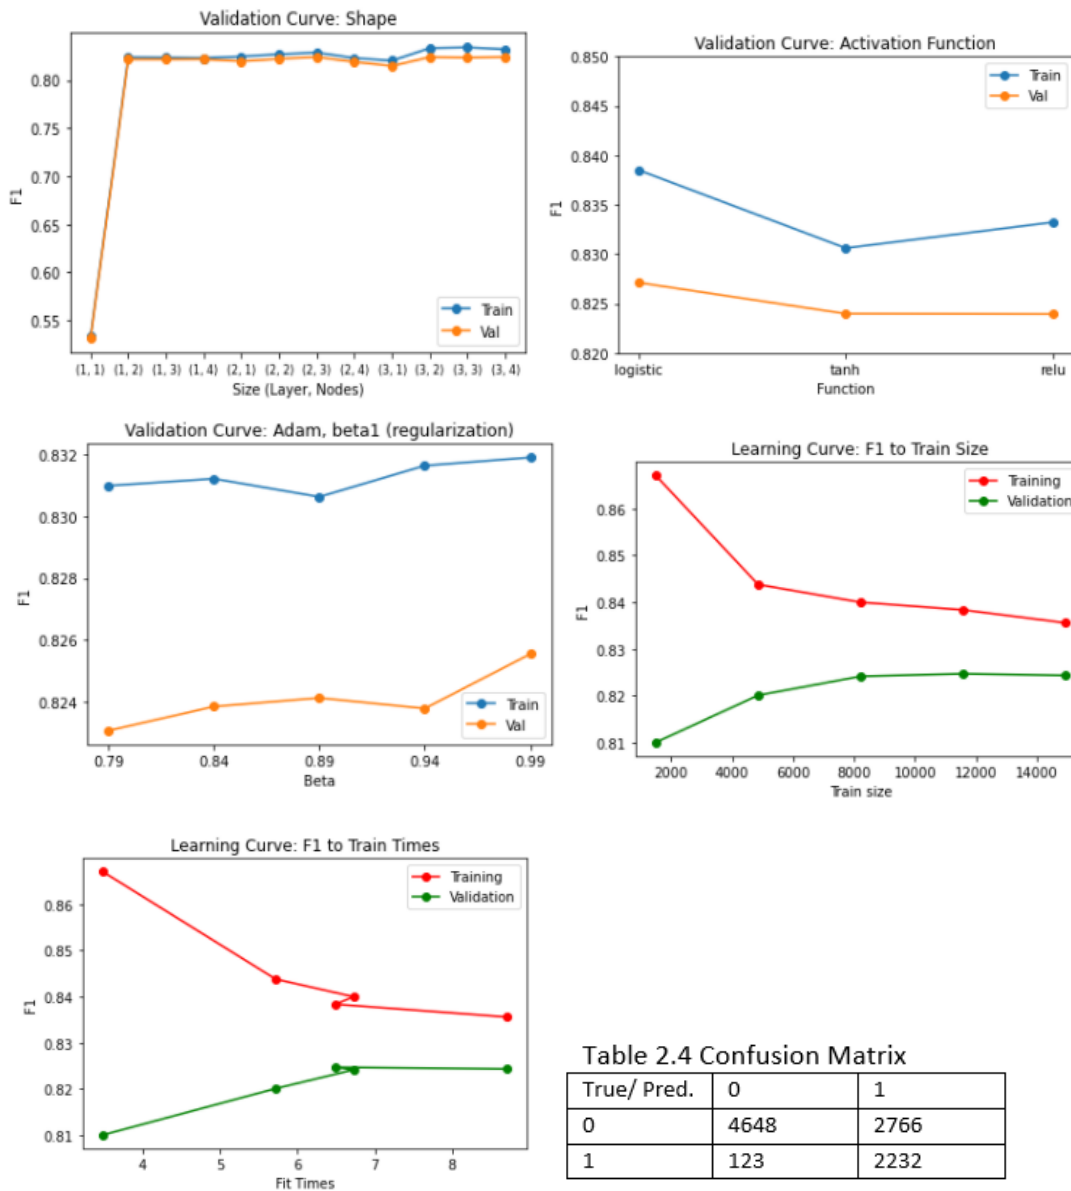 Validation Curve: Shape
F1
0.80
0.75
0.70
0.65
0.60
0.55
Train
Val
(1, 1) (1, 2) (1, 3) (1, 4) (2, 1) (2, 2) (2, 3) (2, 4) (3, 1) (3, 2) (3, 3) (3, 4)
Size (Layer, Nodes)
Validation Curve: Activation Function
F1
0.850
0.845
0.840
0.835
0.830
0.825
0.820
Train
Val
logistic tanh relu
Function
Validation Curve: Adam, beta1 (regularization)
F1
0.832
0.830
0.828
0.826
0.824
Train
Val
0.79 0.84 0.89 0.94 0.99
Beta
Learning Curve: F1 to Train Size
F1
0.86
0.85
0.84
0.83
0.82
0.81
Training
Validation
2000 4000 6000 8000 10000 12000 14000
Train size
Learning Curve: F1 to Train Times
F1
0.86
0.85
0.84
0.83
0.82
0.81
Training
Validation
4 5 6 7 8
Fit Times
Table 2.4 Confusion Matrix
True/ Pred. 0 1
0 4648 2766
1 123 2232